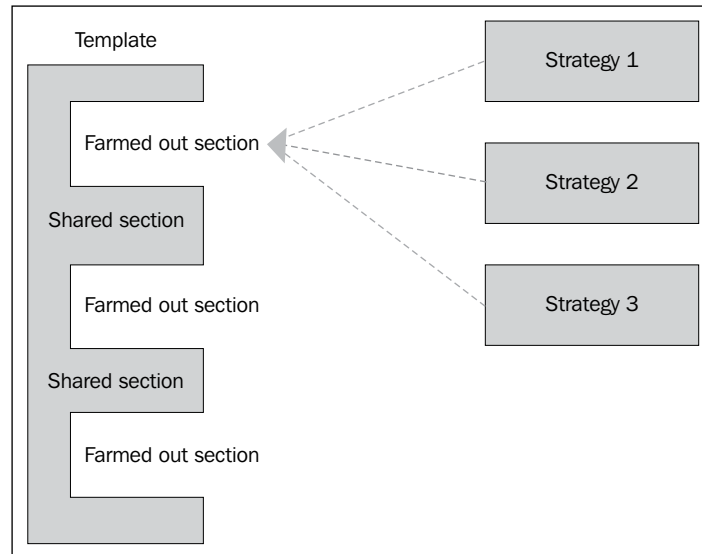 Template
Strategy 1
Farmed out section
Strategy 2
Shared section
Farmed out section
Strategy 3
Shared section
Farmed out section